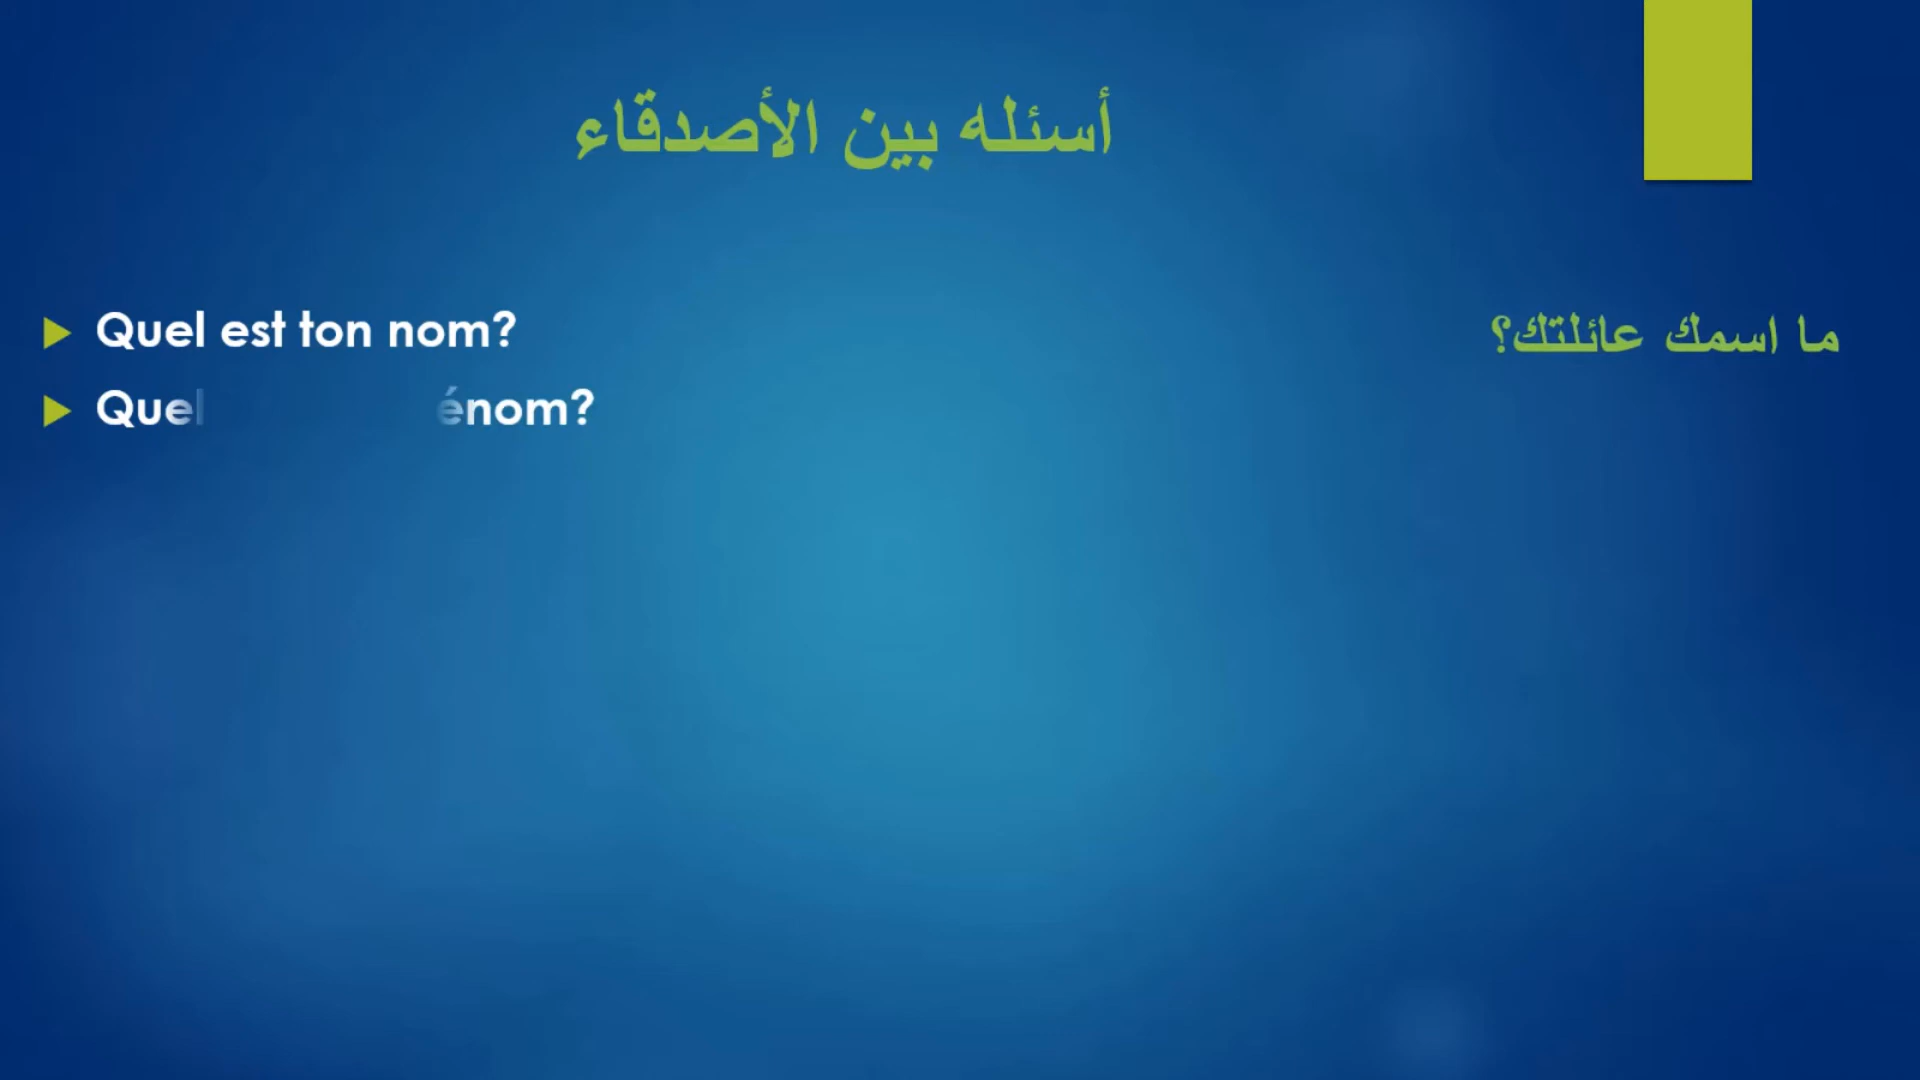 أسئله بين الأصدقاء
Quel est ton nom?
ما اسمك عائلتك؟
Quel énom?